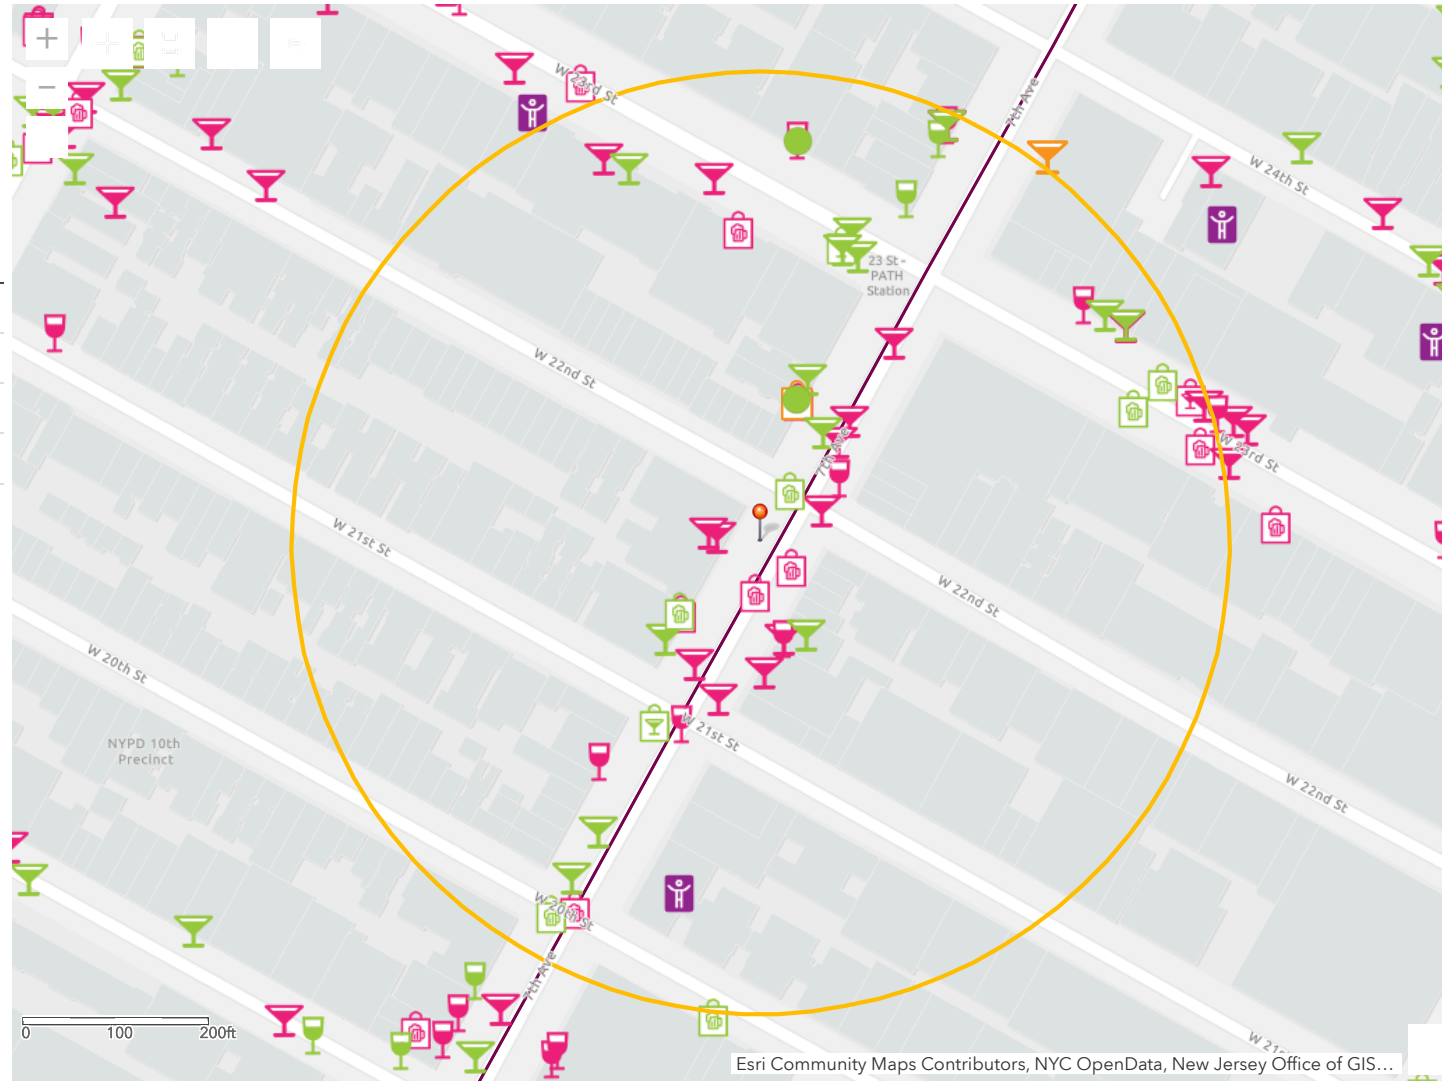 +
−
W 23rd St
7th Ave
W 24th St
23 St -
PATH
Station
W 22nd St
7th Ave
W 23rd St
W 21st St
W 22nd St
W 20th St
W 21st St
NYPD 10th
Precinct
W 22nd St
W 20th St
7th Ave
0 100 200ft
Esri Community Maps Contributors, NYC OpenData, New Jersey Office of GIS…